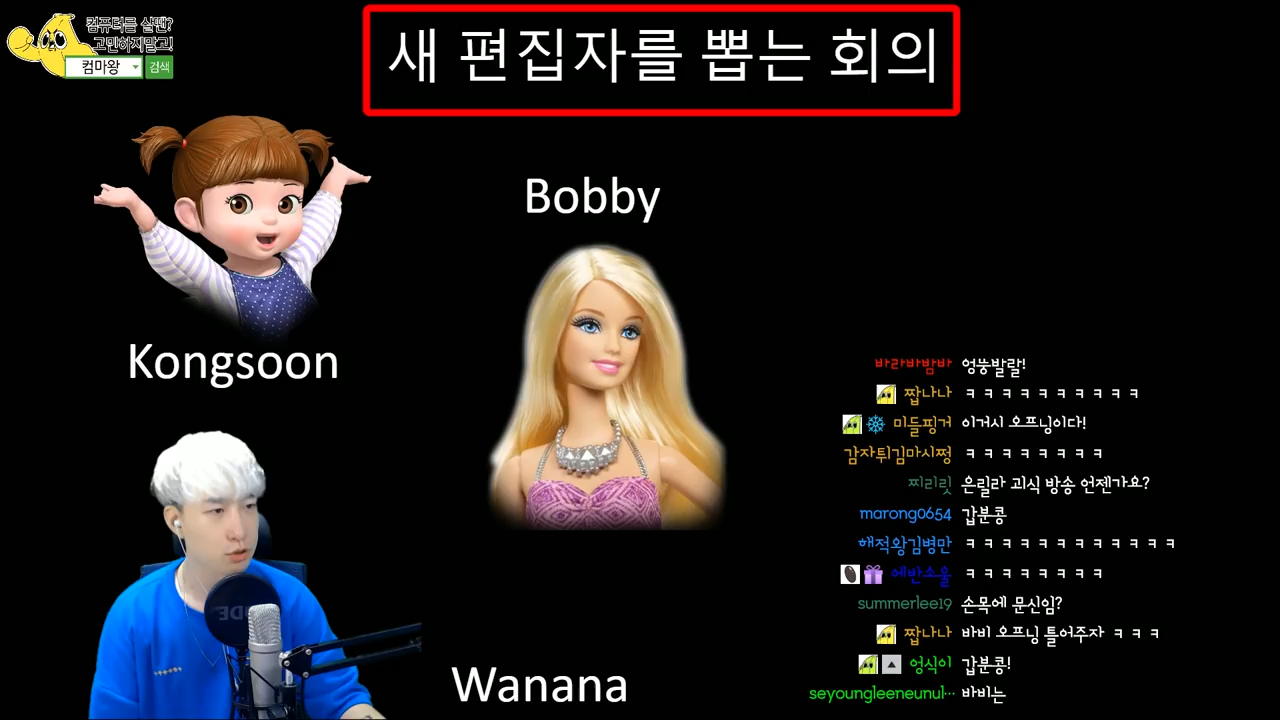 컴퓨터를 살땐?
고민하지말고!
컴마왕 검색
새 편집자를 뽑는 회의
Bobby
Kongsoon
Wanana
바라바밤바 엉뚱발랄!
짭나나 ㅋㅋㅋㅋㅋㅋㅋㅋㅋㅋ
미들핑거 이거시 오프닝이다!
감자튀김마시쩡 ㅋㅋㅋㅋㅋㅋㅋㅋ
찌리릿 은릴라 괴식 방송 언젠가요?
marong0654 갑분콩
해적왕김병만 ㅋㅋㅋㅋㅋㅋㅋㅋㅋㅋㅋㅋ
에반소울 ㅋㅋㅋㅋㅋㅋㅋㅋ
summerlee19 손목에 문신임?
짭나나 바비 오프닝 틀어주자 ㅋㅋㅋ
엉식이 갑분콩!
seyoungleeneunul… 바비는